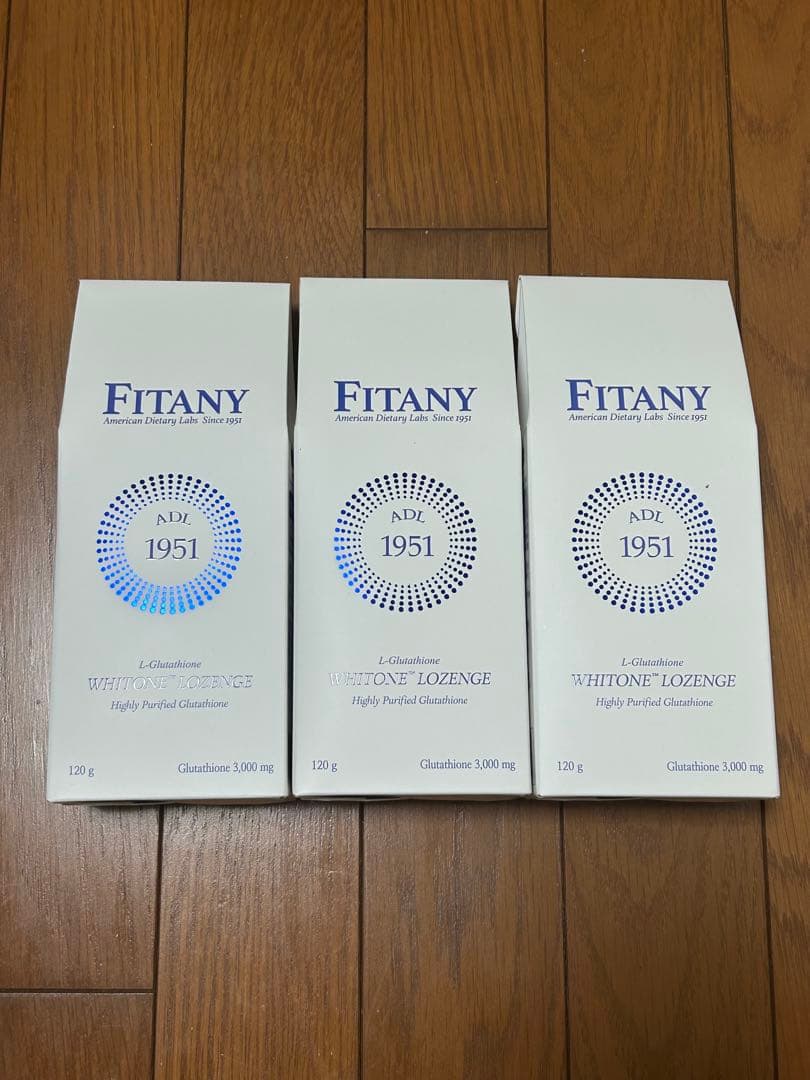 FITANY
American Dietary Labs Since 1951
ADL
1951
L-Glutathione
WHITONE™ LOZENGE
Highly Purified Glutathione
120 g
Glutathione 3,000 mg
FITANY
American Dietary Labs Since 1951
ADL
1951
L-Glutathione
WHITONE™ LOZENGE
Highly Purified Glutathione
120 g
Glutathione 3,000 mg
FITANY
American Dietary Labs Since 1951
ADL
1951
L-Glutathione
WHITONE™ LOZENGE
Highly Purified Glutathione
120 g
Glutathione 3,000 mg